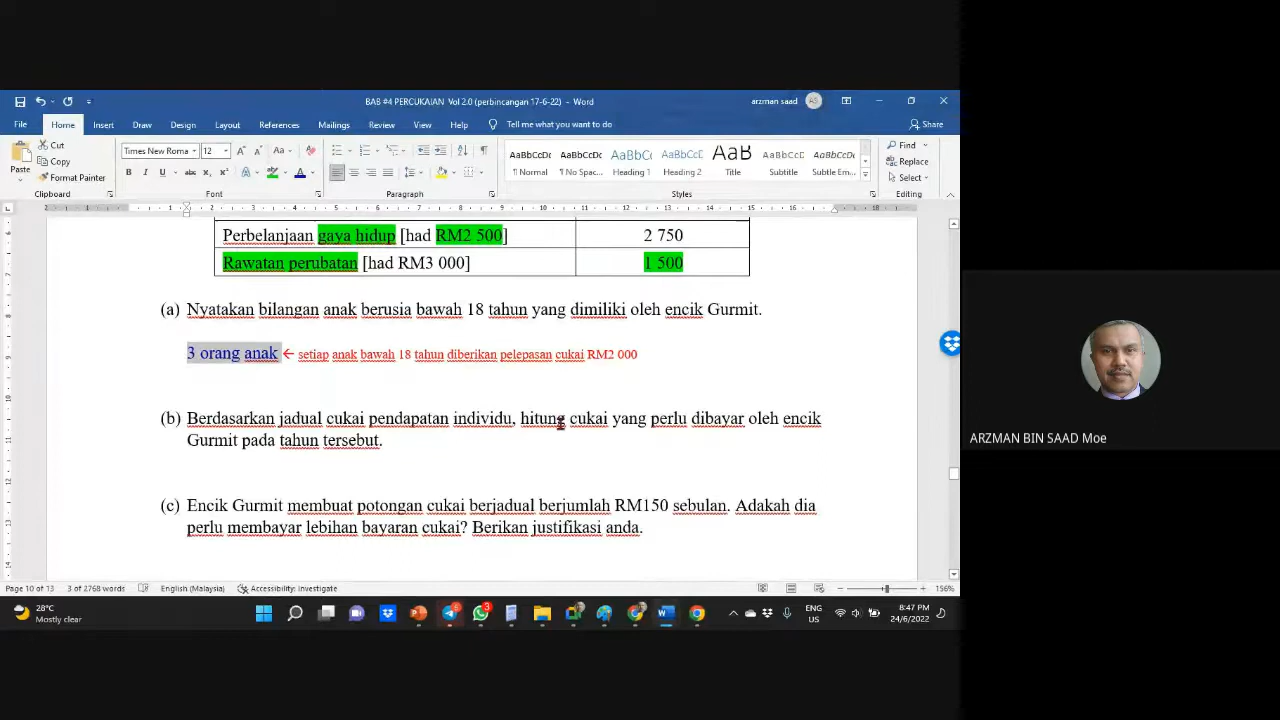 BAB #4 PERCUKAIAN Vol 2.0 (perbincangan 17-6-22) - Word
arzman saad
AS
File Home Insert Draw Design Layout References Mailings Review View Help Tell me what you want to do
Share
Paste
Cut
Copy
Format Painter
Clipboard
Times New Roma 12
Font
Paragraph
AaBbCcDc AaBbCcDc AaBbCc AaBbCcC AaB AaBbCcD AaBbCcDc
¶ Normal ¶ No Spac... Heading 1 Heading 2 Title Subtitle Subtle Em...
Styles
Find
Replace
Select
Editing
Perbelanjaan gaya hidup [had RM2 500] 2 750
Rawatan perubatan [had RM3 000] 1 500
(a) Nyatakan bilangan anak berusia bawah 18 tahun yang dimiliki oleh encik Gurmit.
3 orang anak ← setiap anak bawah 18 tahun diberikan pelepasan cukai RM2 000
(b) Berdasarkan jadual cukai pendapatan individu, hitung cukai yang perlu dibayar oleh encik
Gurmit pada tahun tersebut.
(c) Encik Gurmit membuat potongan cukai berjadual berjumlah RM150 sebulan. Adakah dia
perlu membayar lebihan bayaran cukai? Berikan justifikasi anda.
Page 10 of 13 3 of 2768 words English (Malaysia) Accessibility: Investigate 156%
28°C
Mostly clear
ENG
US
8:47 PM
24/6/2022
ARZMAN BIN SAAD Moe